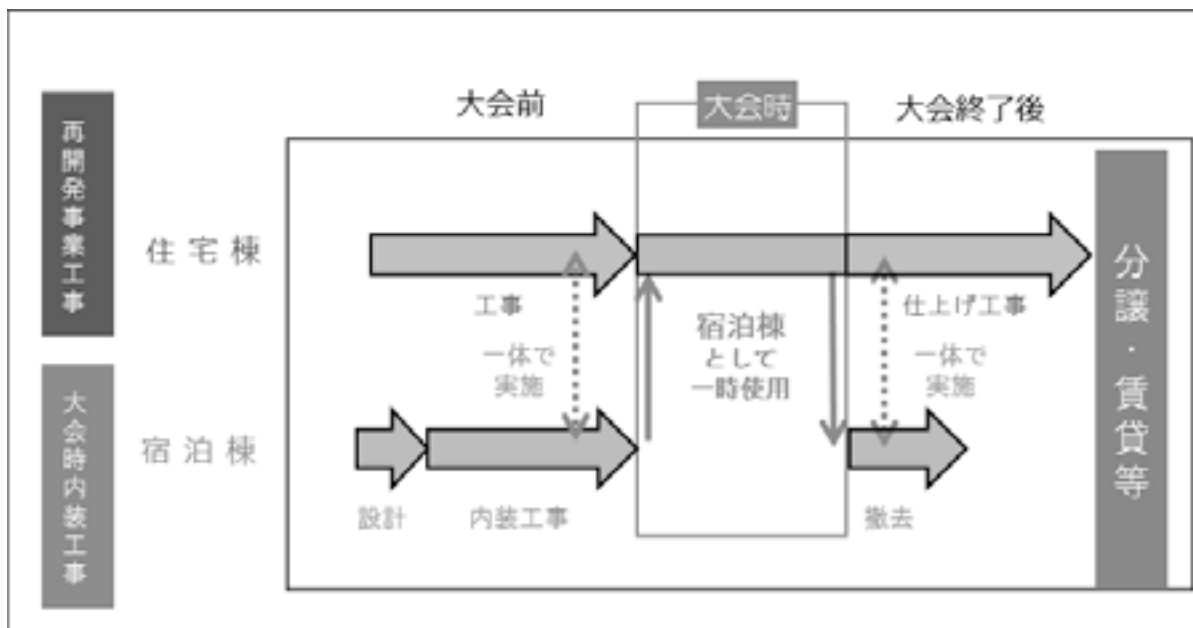 大会前
大会時
大会終了後
再開発事業工事
住宅棟
工事
一体で
実施
宿泊棟
として
一時使用
仕上げ工事
一体で
実施
大会時内装工事
宿泊棟
設計
内装工事
撤去
分譲・賃貸等